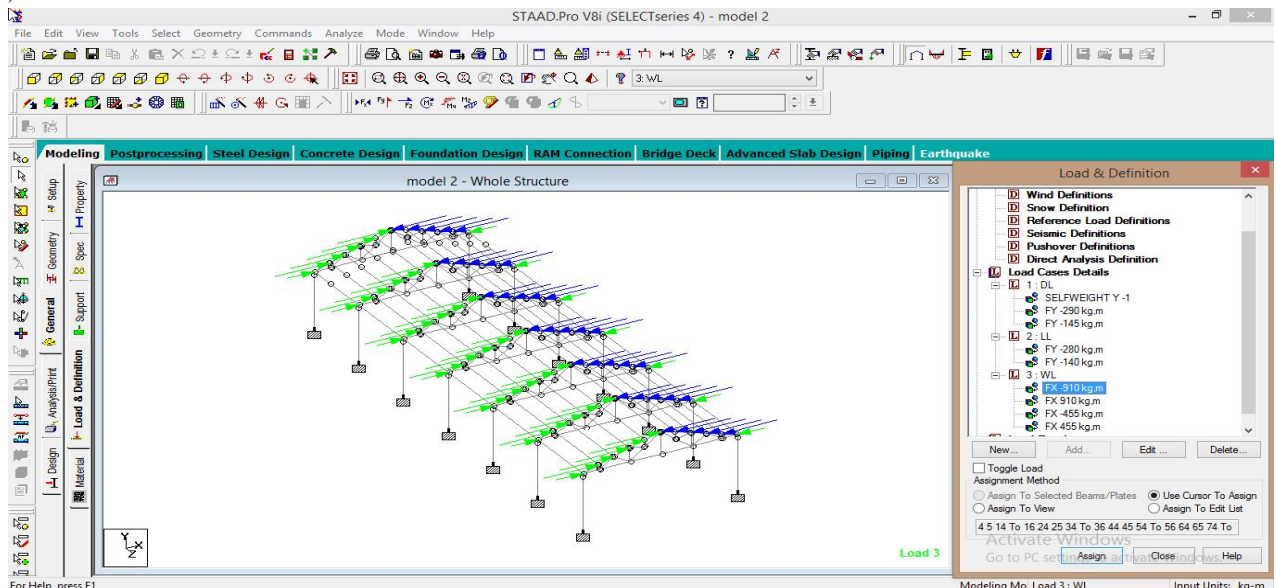 STAAD.Pro V8i (SELECTseries 4) - model 2
File Edit View Tools Select Geometry Commands Analyze Mode Window Help
3: WL
Modeling Postprocessing Steel Design Concrete Design Foundation Design RAM Connection Bridge Deck Advanced Slab Design Piping Earthquake
Setup
Geometry
General
Analysis/Print
Design
Property
Spec
Support
Load & Definition
Material
model 2 - Whole Structure
Y
X
Z
Load 3
Load & Definition
Wind Definitions
Snow Definition
Reference Load Definitions
Seismic Definitions
Pushover Definitions
Direct Analysis Definition
Load Cases Details
1 : DL
SELFWEIGHT Y -1
FY -290 kg,m
FY -145 kg,m
2 : LL
FY -280 kg,m
FY -140 kg,m
3 : WL
FX -910 kg,m
FX 910 kg,m
FX -455 kg,m
FX 455 kg,m
New... Add... Edit ... Delete...
Toggle Load
Assignment Method
Assign To Selected Beams/Plates Use Cursor To Assign
Assign To View Assign To Edit List
4 5 14 To 16 24 25 34 To 36 44 45 54 To 56 64 65 74 To
Activate Windows
Go to PC settings to activate Windows.
Assign Close Help
For Help, press F1 Modeling Mo Load 3 : WL Input Units: kg-m